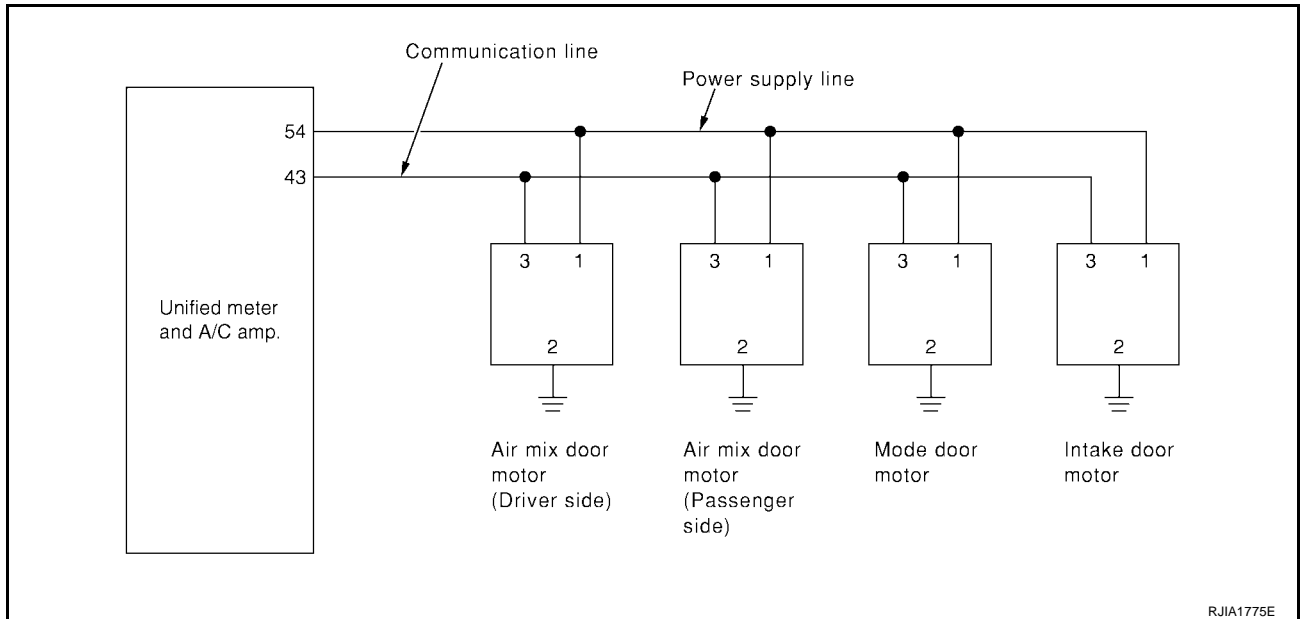 Communication line
Power supply line
54
43
3 1 3 1 3 1 3 1
Unified meter
and A/C amp.
2 2 2 2
Air mix door
motor
(Driver side)
Air mix door
motor
(Passenger
side)
Mode door
motor
Intake door
motor
RJIA1775E